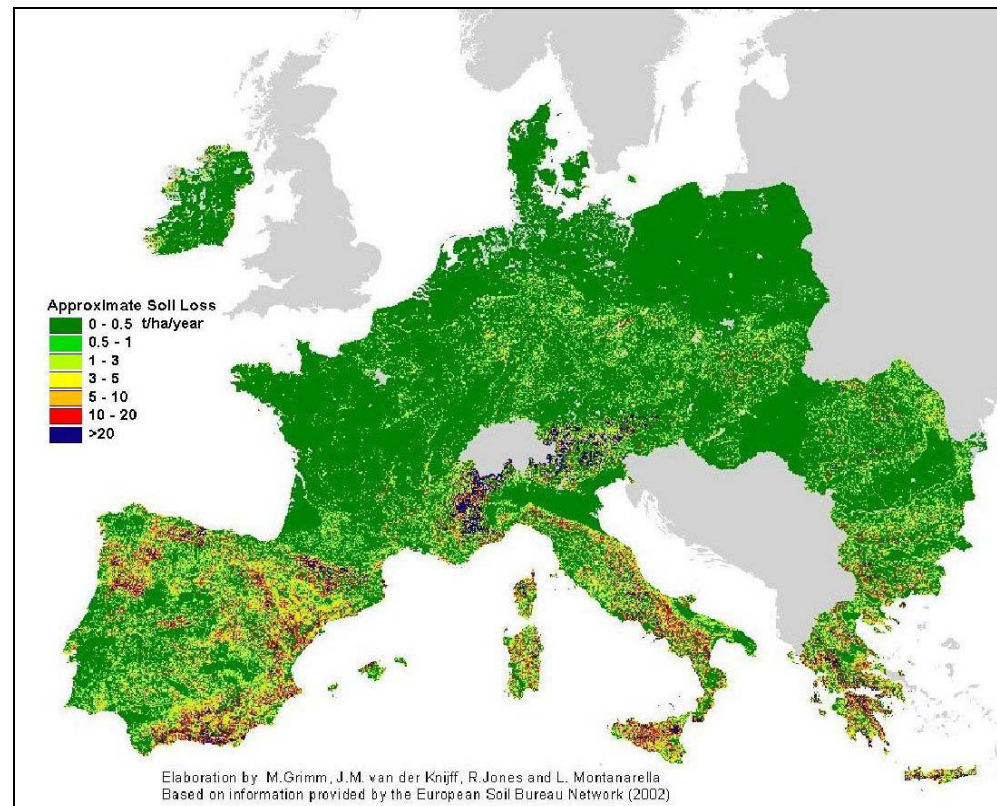 Approximate Soil Loss
0 - 0.5 t/ha/year
0.5 - 1
1 - 3
3 - 5
5 - 10
10 - 20
>20
Elaboration by M.Grimm, J.M. van der Knijff, R.Jones and L. Montanarella
Based on information provided by the European Soil Bureau Network (2002)